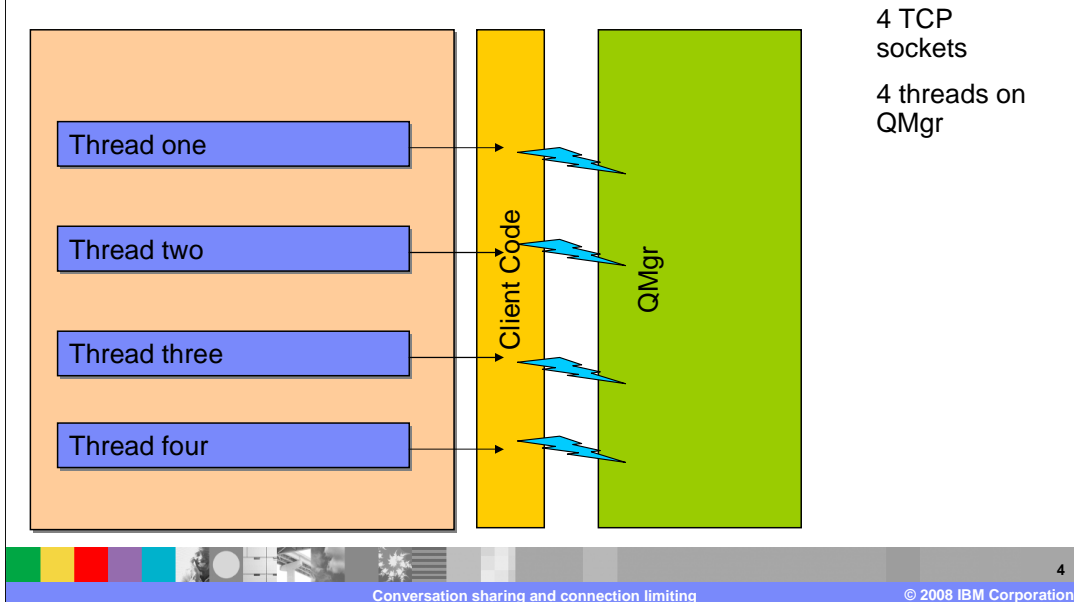 4 TCP
sockets
4 threads on
QMgr
Thread one
Thread two
Thread three
Thread four
Client Code
QMgr
4
Conversation sharing and connection limiting
© 2008 IBM Corporation